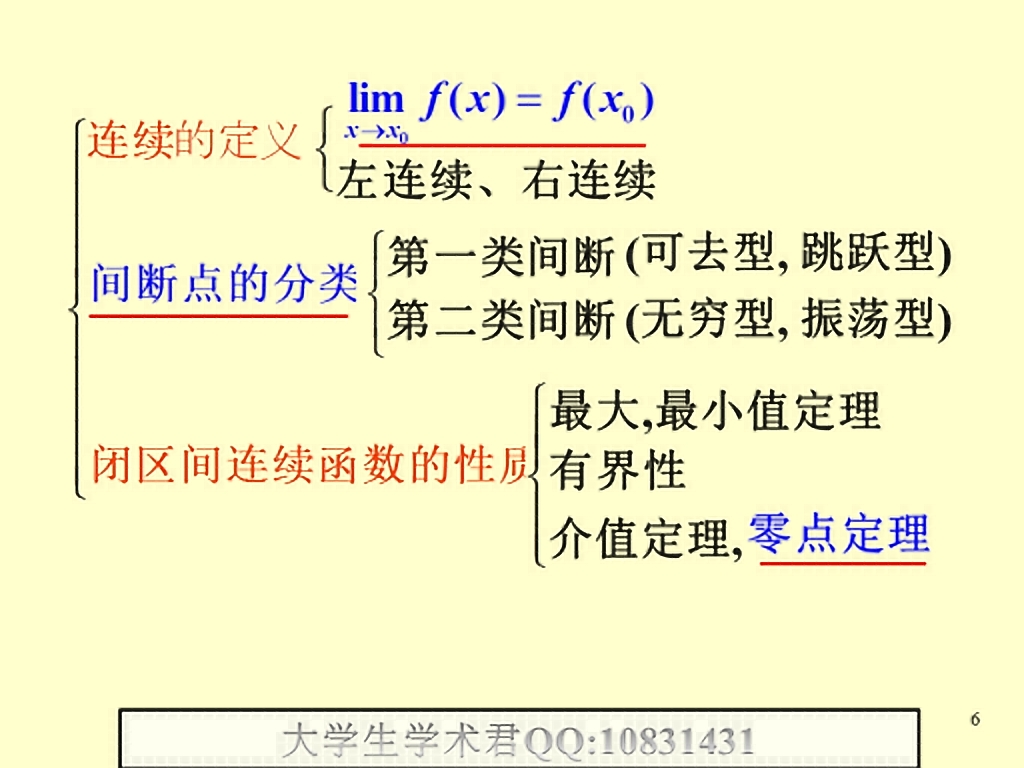 连续的定义
lim f(x) = f(x₀)
x→x₀
左连续、右连续
间断点的分类
第一类间断(可去型, 跳跃型)
第二类间断(无穷型, 振荡型)
闭区间连续函数的性质
最大,最小值定理
有界性
介值定理,零点定理
大学生学术君QQ:10831431
6